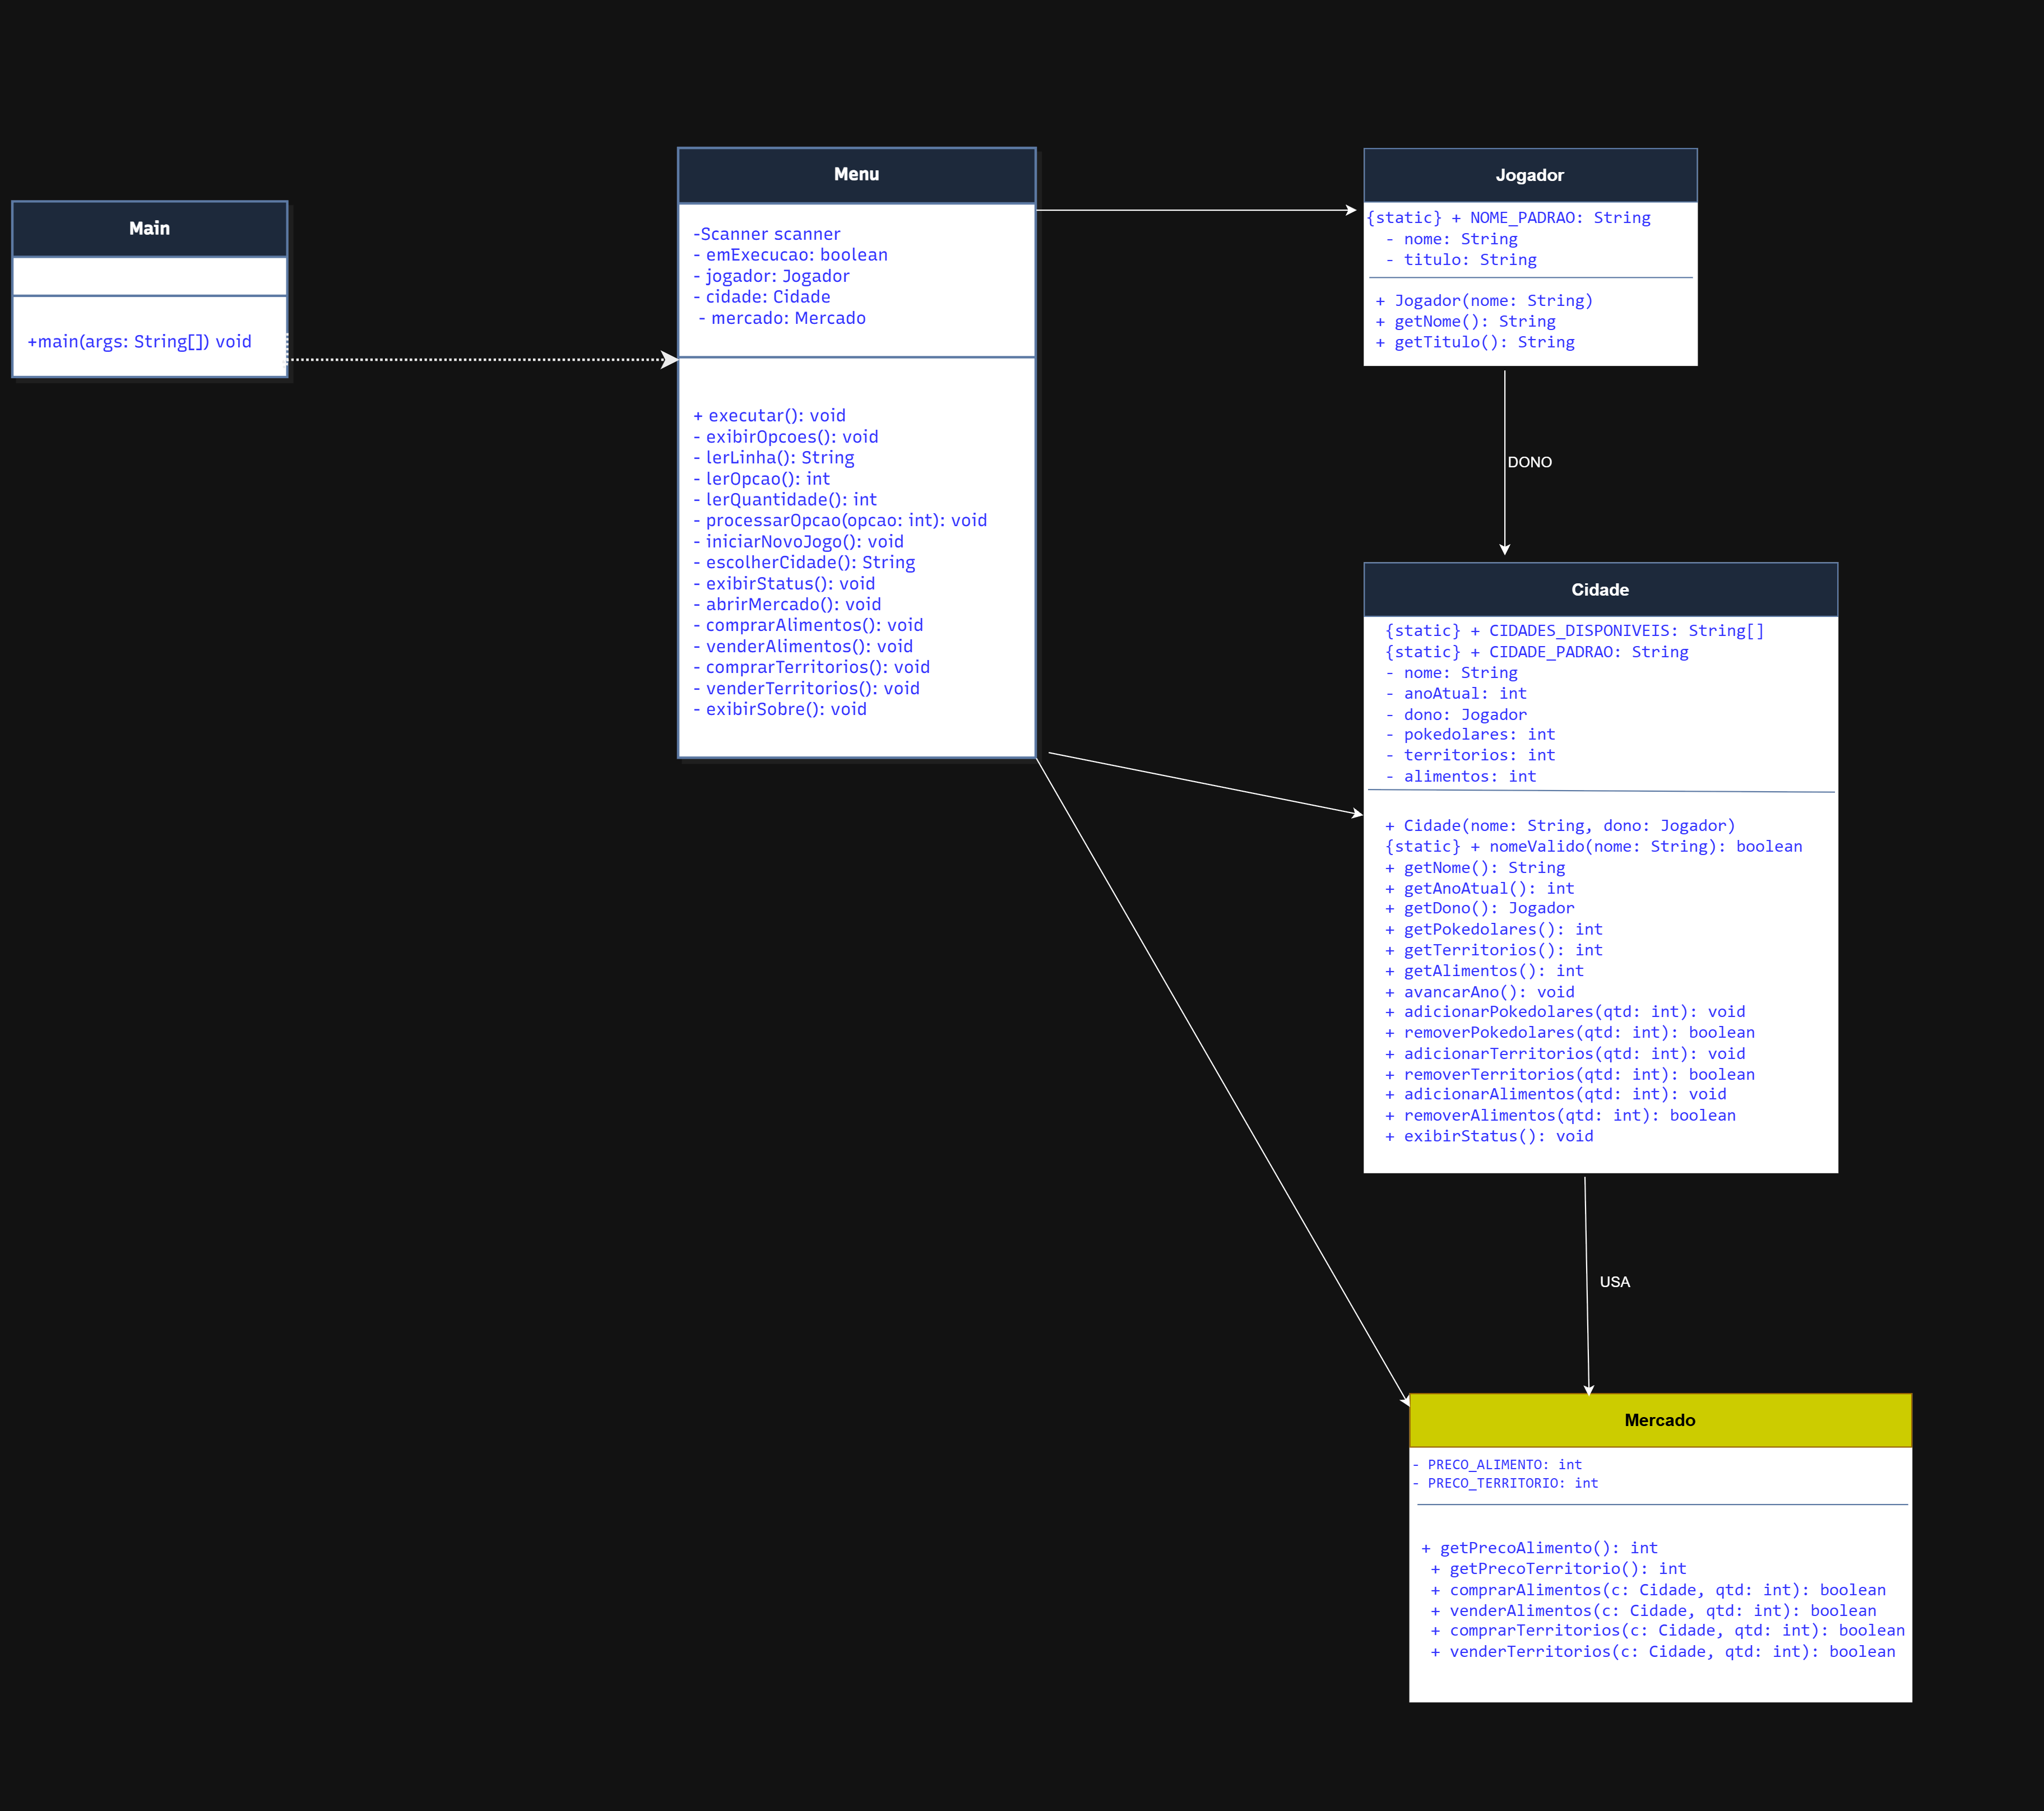 Main
+main(args: String[]) void
Menu
-Scanner scanner
- emExecucao: boolean
- jogador: Jogador
- cidade: Cidade
- mercado: Mercado
+ executar(): void
- exibirOpcoes(): void
- lerLinha(): String
- lerOpcao(): int
- lerQuantidade(): int
- processarOpcao(opcao: int): void
- iniciarNovoJogo(): void
- escolherCidade(): String
- exibirStatus(): void
- abrirMercado(): void
- comprarAlimentos(): void
- venderAlimentos(): void
- comprarTerritorios(): void
- venderTerritorios(): void
- exibirSobre(): void
Jogador
{static} + NOME_PADRAO: String
- nome: String
- titulo: String
+ Jogador(nome: String)
+ getNome(): String
+ getTitulo(): String
DONO
Cidade
{static} + CIDADES_DISPONIVEIS: String[]
{static} + CIDADE_PADRAO: String
- nome: String
- anoAtual: int
- dono: Jogador
- pokedolares: int
- territorios: int
- alimentos: int
+ Cidade(nome: String, dono: Jogador)
{static} + nomeValido(nome: String): boolean
+ getNome(): String
+ getAnoAtual(): int
+ getDono(): Jogador
+ getPokedolares(): int
+ getTerritorios(): int
+ getAlimentos(): int
+ avancarAno(): void
+ adicionarPokedolares(qtd: int): void
+ removerPokedolares(qtd: int): boolean
+ adicionarTerritorios(qtd: int): void
+ removerTerritorios(qtd: int): boolean
+ adicionarAlimentos(qtd: int): void
+ removerAlimentos(qtd: int): boolean
+ exibirStatus(): void
USA
Mercado
- PRECO_ALIMENTO: int
- PRECO_TERRITORIO: int
+ getPrecoAlimento(): int
+ getPrecoTerritorio(): int
+ comprarAlimentos(c: Cidade, qtd: int): boolean
+ venderAlimentos(c: Cidade, qtd: int): boolean
+ comprarTerritorios(c: Cidade, qtd: int): boolean
+ venderTerritorios(c: Cidade, qtd: int): boolean